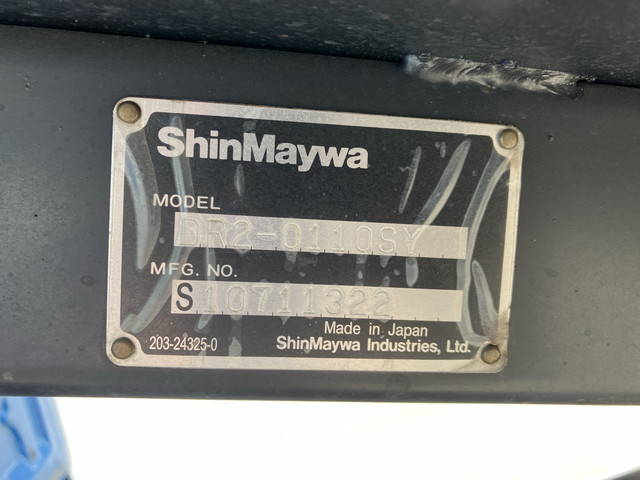 ShinMaywa
MODEL
DR2-0110SY
MFG. NO.
S10711322
Made in Japan
203-24325-0
ShinMaywa Industries, Ltd.